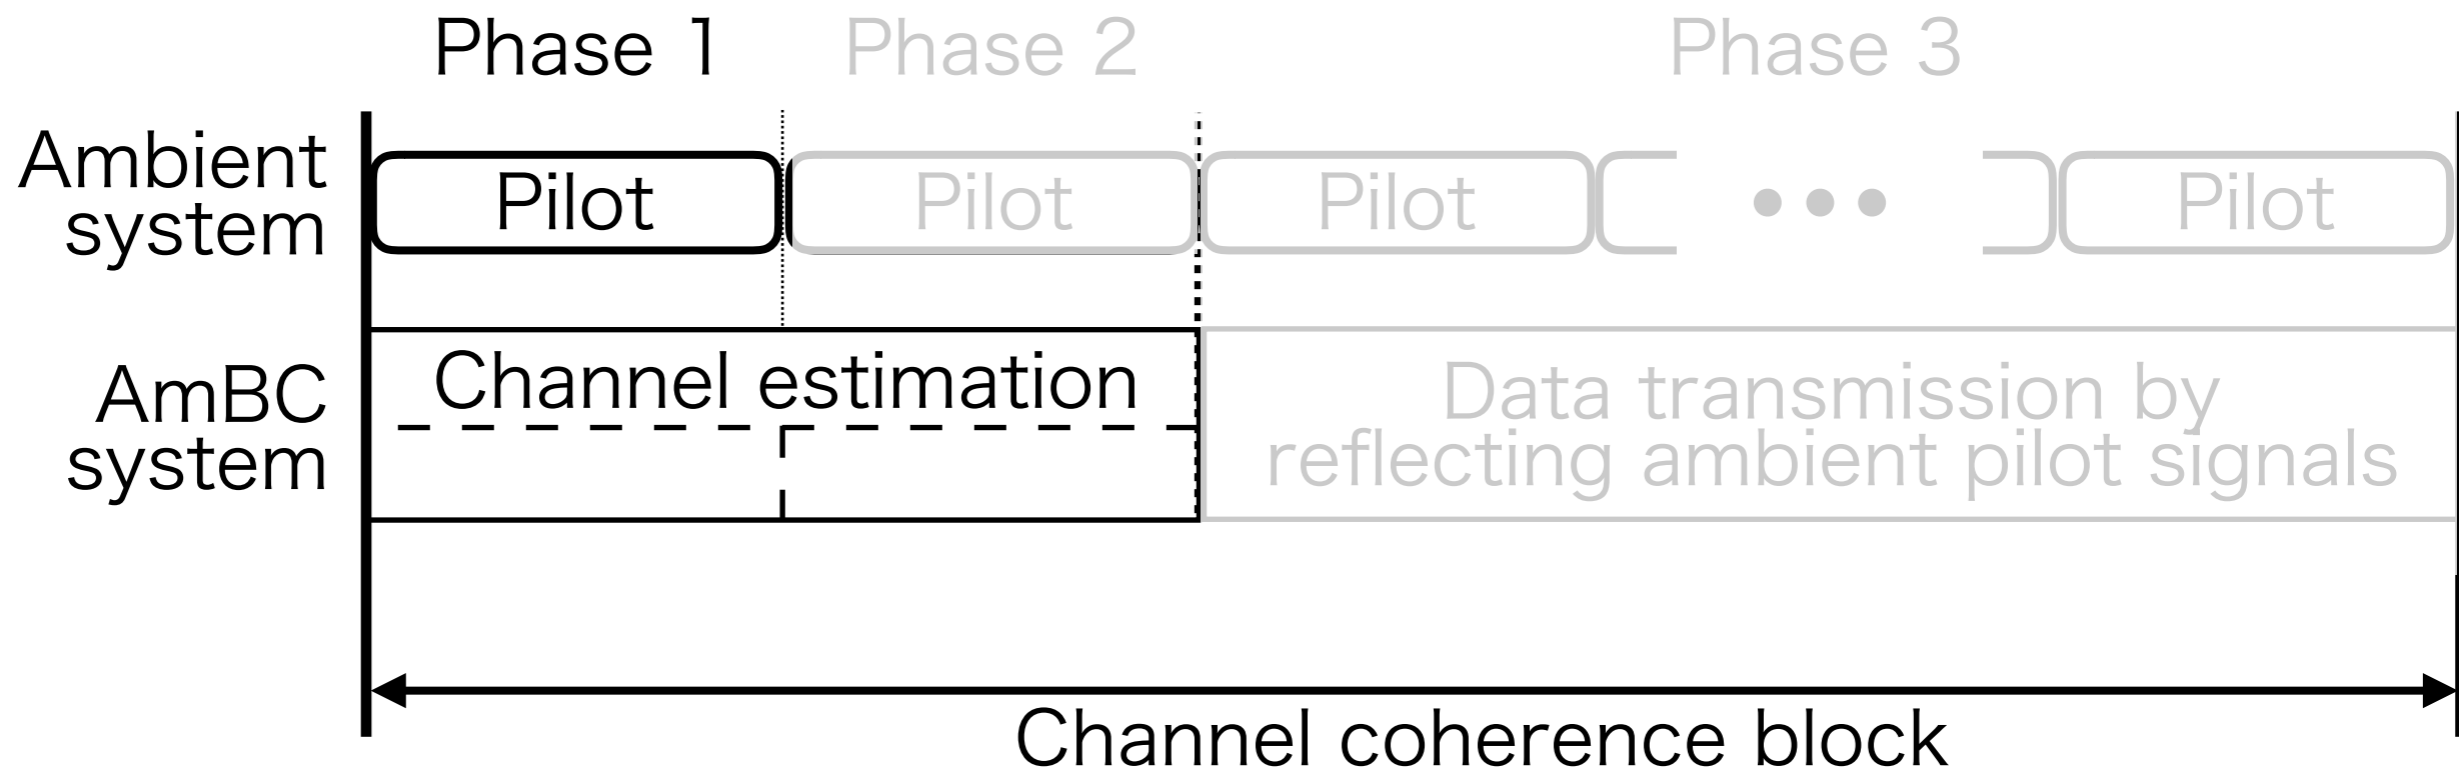 Phase 1
Phase 2
Phase 3
Ambient
system
Pilot
Pilot
Pilot
Pilot
AmBC
system
Channel estimation
Data transmission by
reflecting ambient pilot signals
Channel coherence block